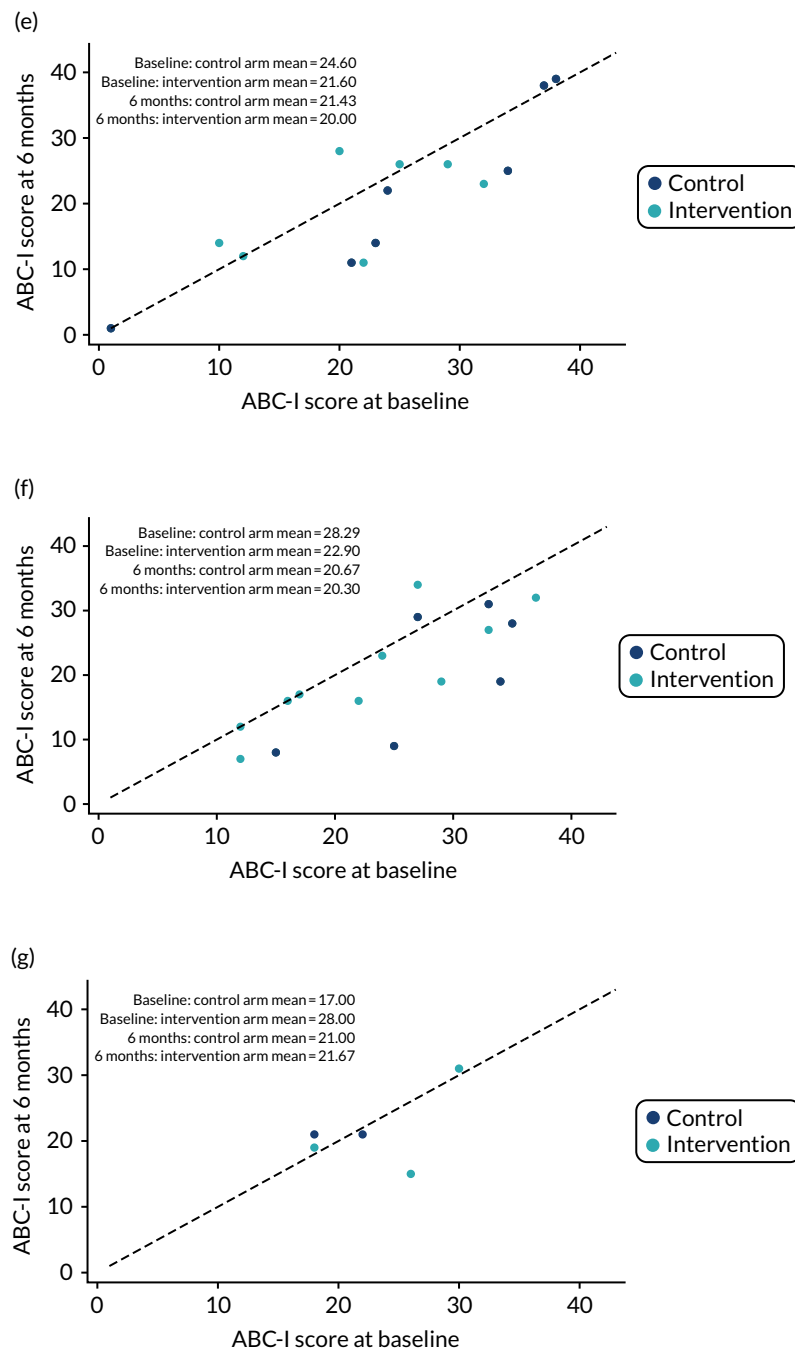 (e)
Baseline: control arm mean = 24.60
Baseline: intervention arm mean = 21.60
6 months: control arm mean = 21.43
6 months: intervention arm mean = 20.00
ABC-I score at 6 months
40
30
20
10
0
0 10 20 30 40
ABC-I score at baseline
Control
Intervention
(f)
Baseline: control arm mean = 28.29
Baseline: intervention arm mean = 22.90
6 months: control arm mean = 20.67
6 months: intervention arm mean = 20.30
ABC-I score at 6 months
40
30
20
10
0
0 10 20 30 40
ABC-I score at baseline
Control
Intervention
(g)
Baseline: control arm mean = 17.00
Baseline: intervention arm mean = 28.00
6 months: control arm mean = 21.00
6 months: intervention arm mean = 21.67
ABC-I score at 6 months
40
30
20
10
0
0 10 20 30 40
ABC-I score at baseline
Control
Intervention